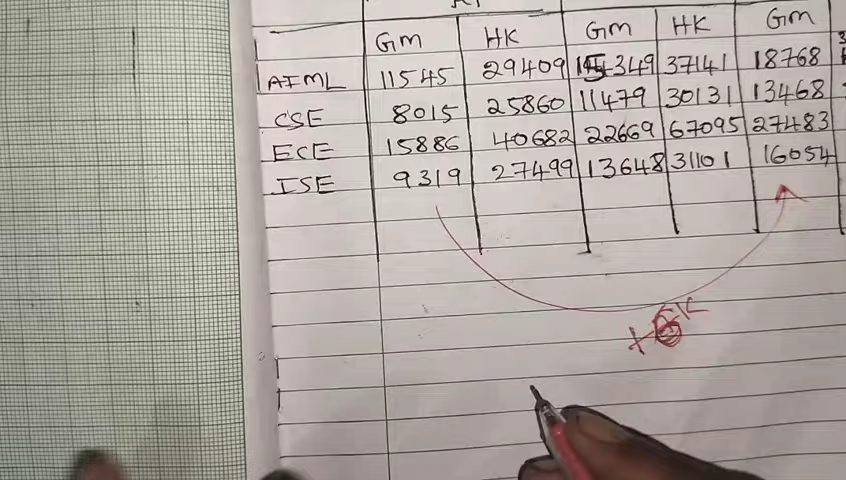 GM HK GM HK GM
AIML 11545 29409 37141 18768
CSE 8015 25860 11479 30131 13468
ECE 15886 40682 22669 67095 27483
ISE 9319 27499 13648 31101 16054